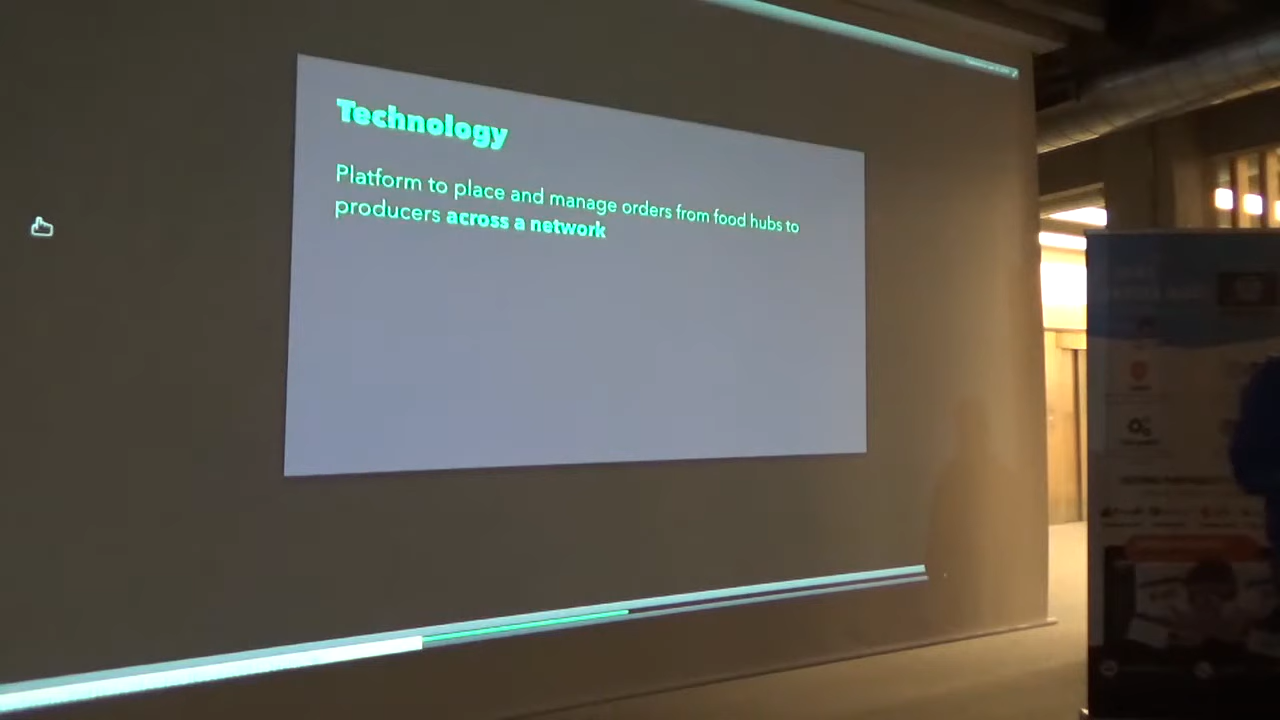 Technology
Platform to place and manage orders from food hubs to
producers across a network